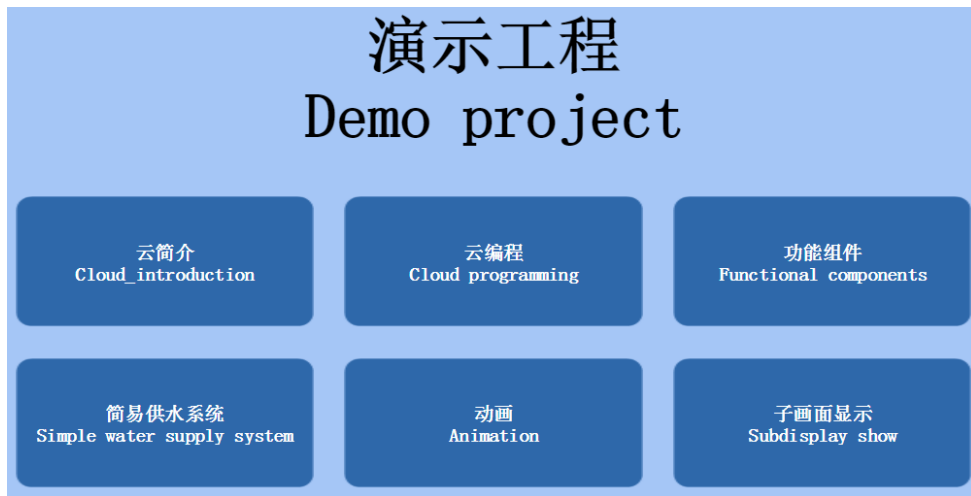 演示工程
Demo project
云简介
Cloud_introduction
云编程
Cloud programming
功能组件
Functional components
简易供水系统
Simple water supply system
动画
Animation
子画面显示
Subdisplay show